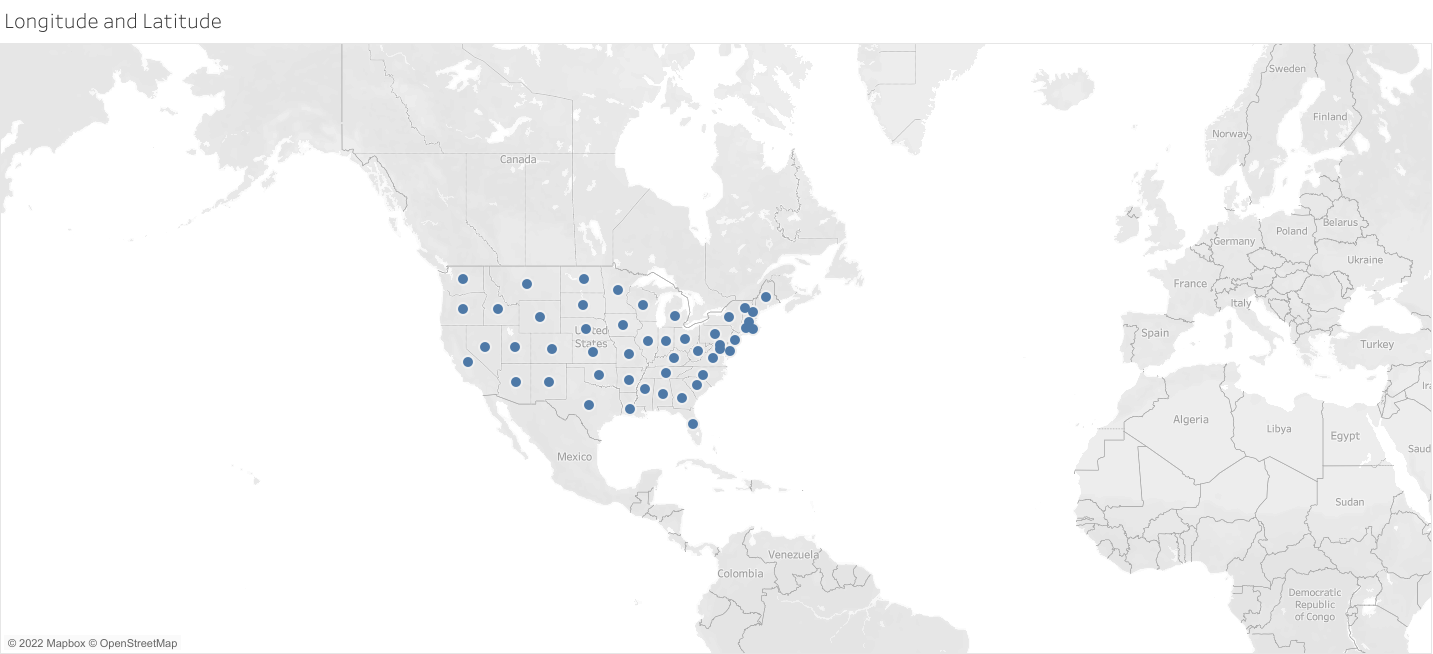 Longitude and Latitude
Sweden
Finland
Norway
Canada
Belarus
Poland
Germany
Ukraine
France
Italy
Spain
United
States
Turkey
Ira
Algeria
Libya
Egypt
Saud
Mexico
Sudan
Venezuela
Colombia
Democratic
Republic
of Congo
© 2022 Mapbox © OpenStreetMap